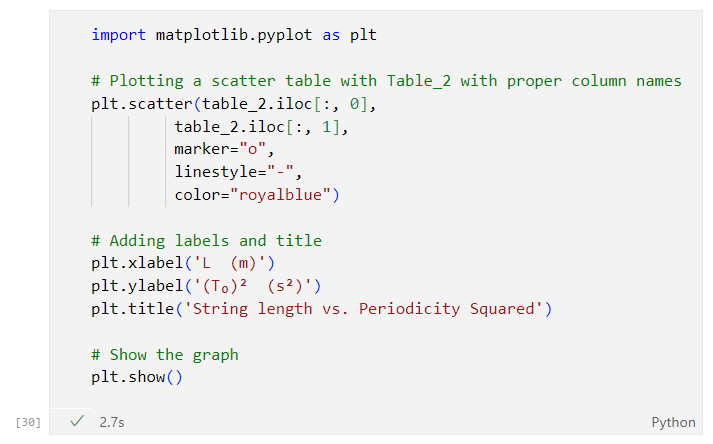 import matplotlib.pyplot as plt
# Plotting a scatter table with Table_2 with proper column names
plt.scatter(table_2.iloc[:, 0],
table_2.iloc[:, 1],
marker="o",
linestyle="-",
color="royalblue")
# Adding labels and title
plt.xlabel('L  (m)')
plt.ylabel('(T₀)²  (s²)')
plt.title('String length vs. Periodicity Squared')
# Show the graph
plt.show()
[30] ✓ 2.7s Python